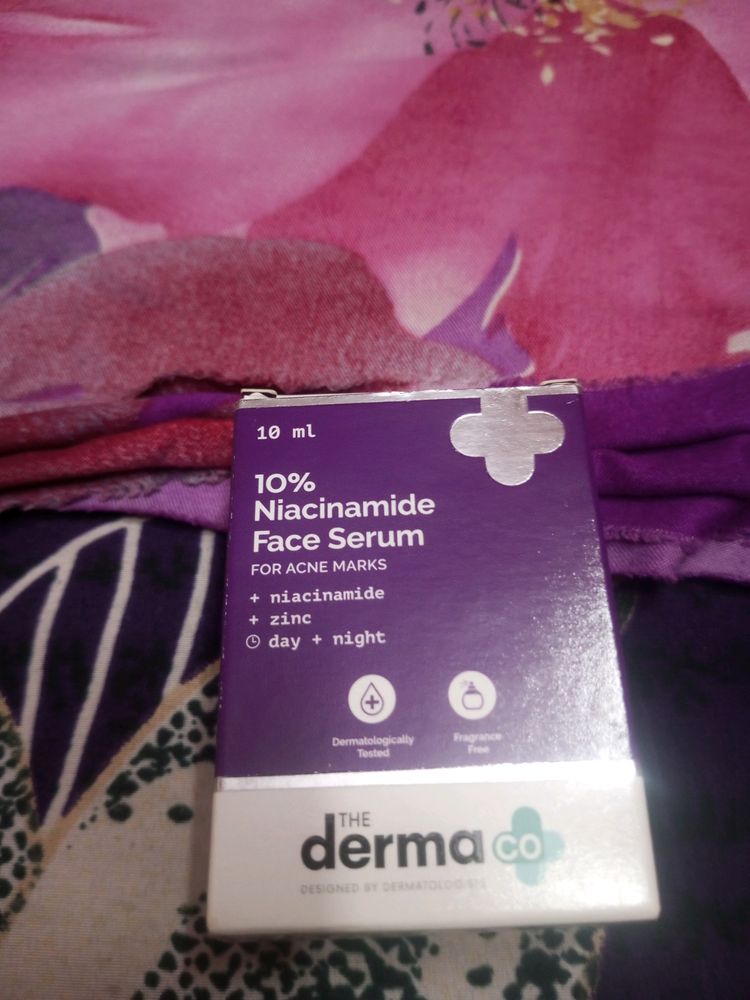 10 ml
10%
Niacinamide
Face Serum
FOR ACNE MARKS
+ niacinamide
+ zinc
day + night
Dermatologically
Tested
Fragrance
Free
THE
derma co
DESIGNED BY DERMATOLOGISTS